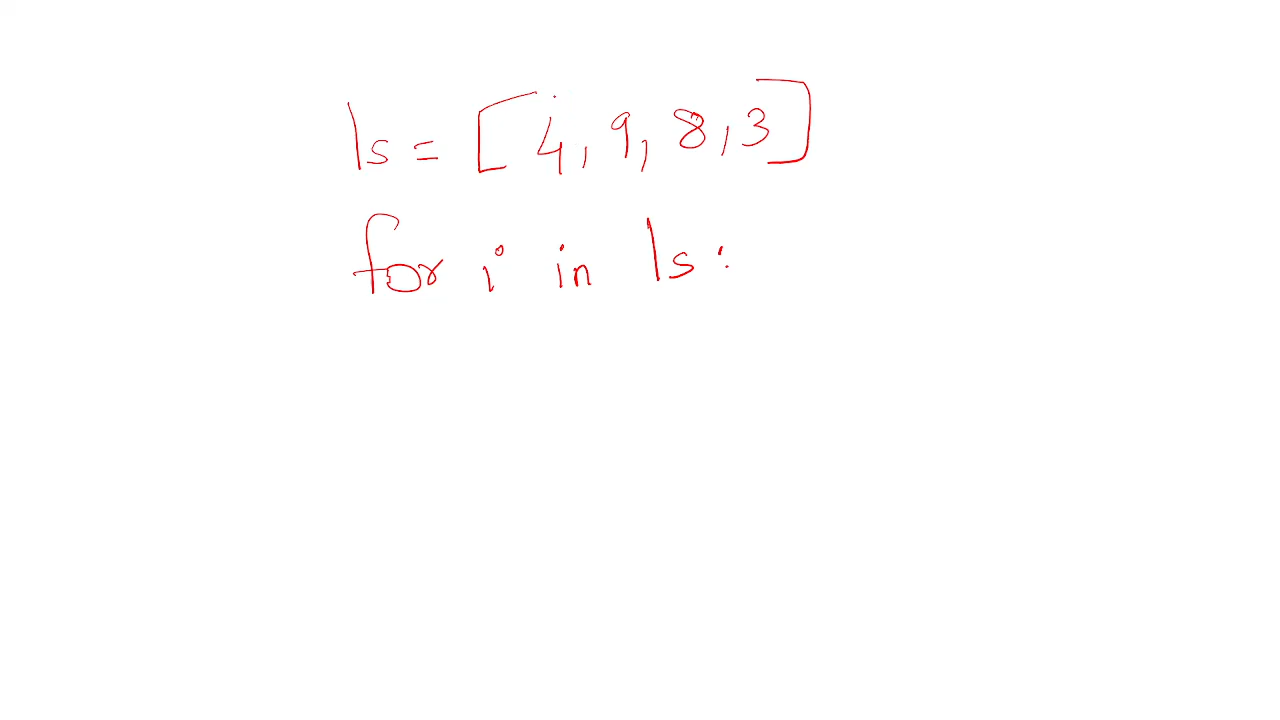 ls = [4, 9, 8, 3]
for i in ls :